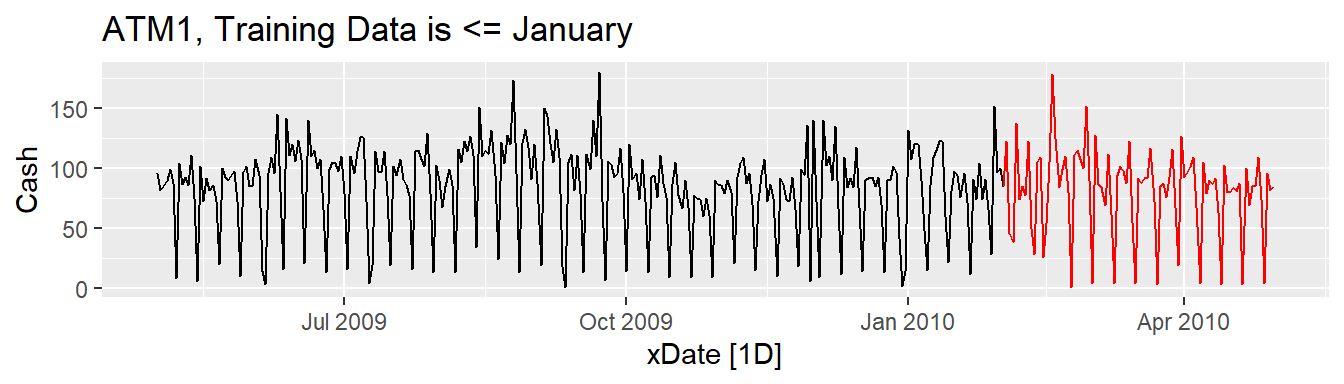 ATM1, Training Data is <= January
Cash
150
100
50
0
Jul 2009
Oct 2009
Jan 2010
Apr 2010
xDate [1D]